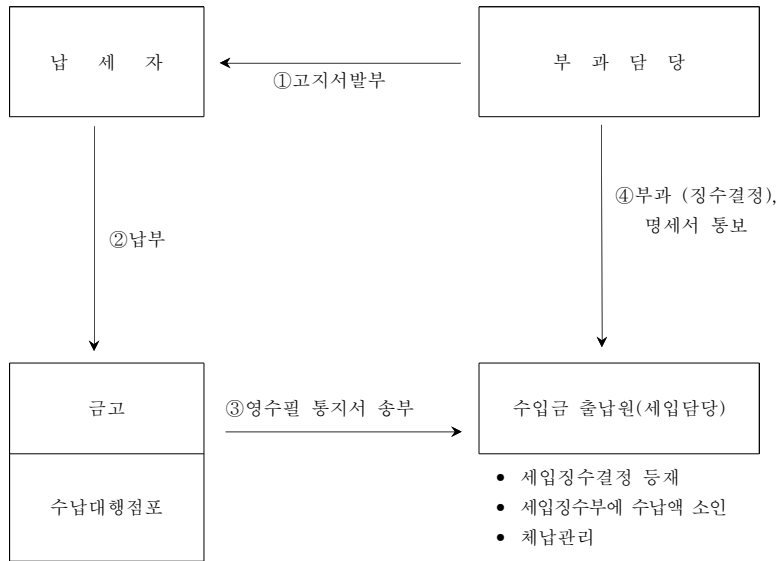 납 세 자
부 과 담 당
①고지서발부
④부과 (징수결정),
명세서 통보
②납부
금고
③영수필 통지서 송부
수입금 출납원(세입담당)
수납대행점포
• 세입징수결정 등재
• 세입징수부에 수납액 소인
• 체납관리